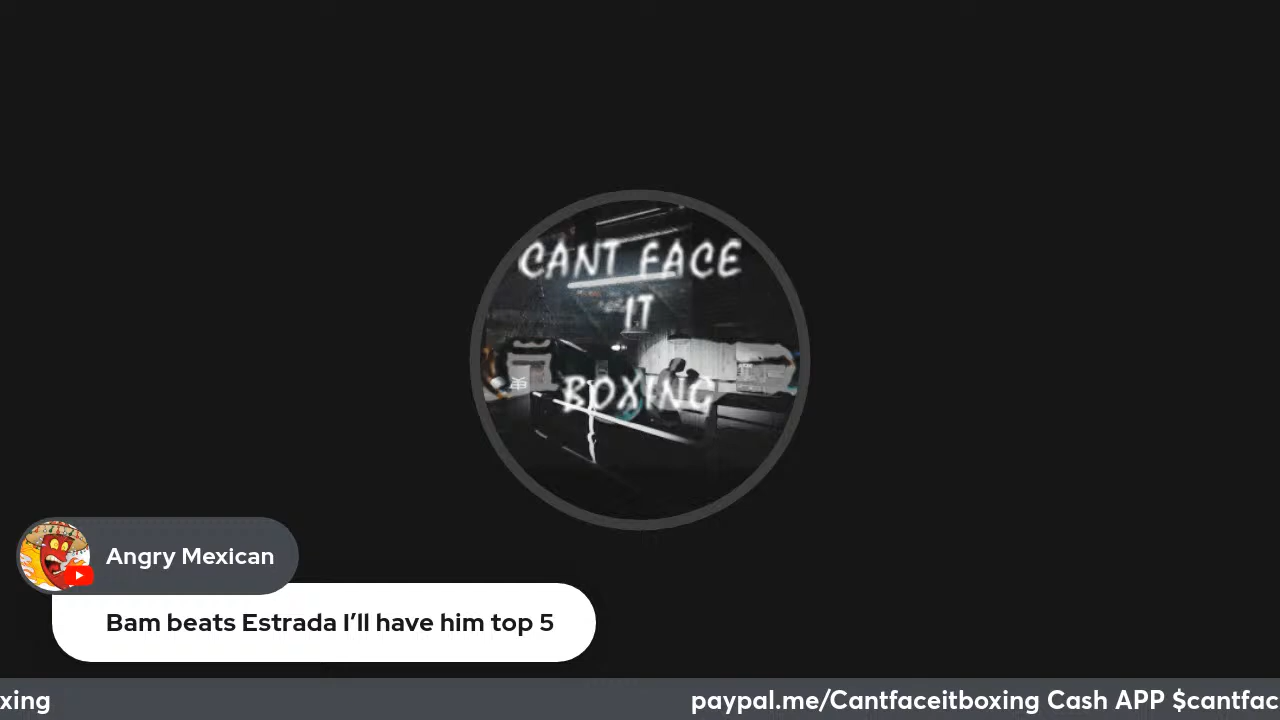 CANT FACE
IT
BOXING
Angry Mexican
Bam beats Estrada I’ll have him top 5
xing paypal.me/Cantfaceitboxing Cash APP $cantfac